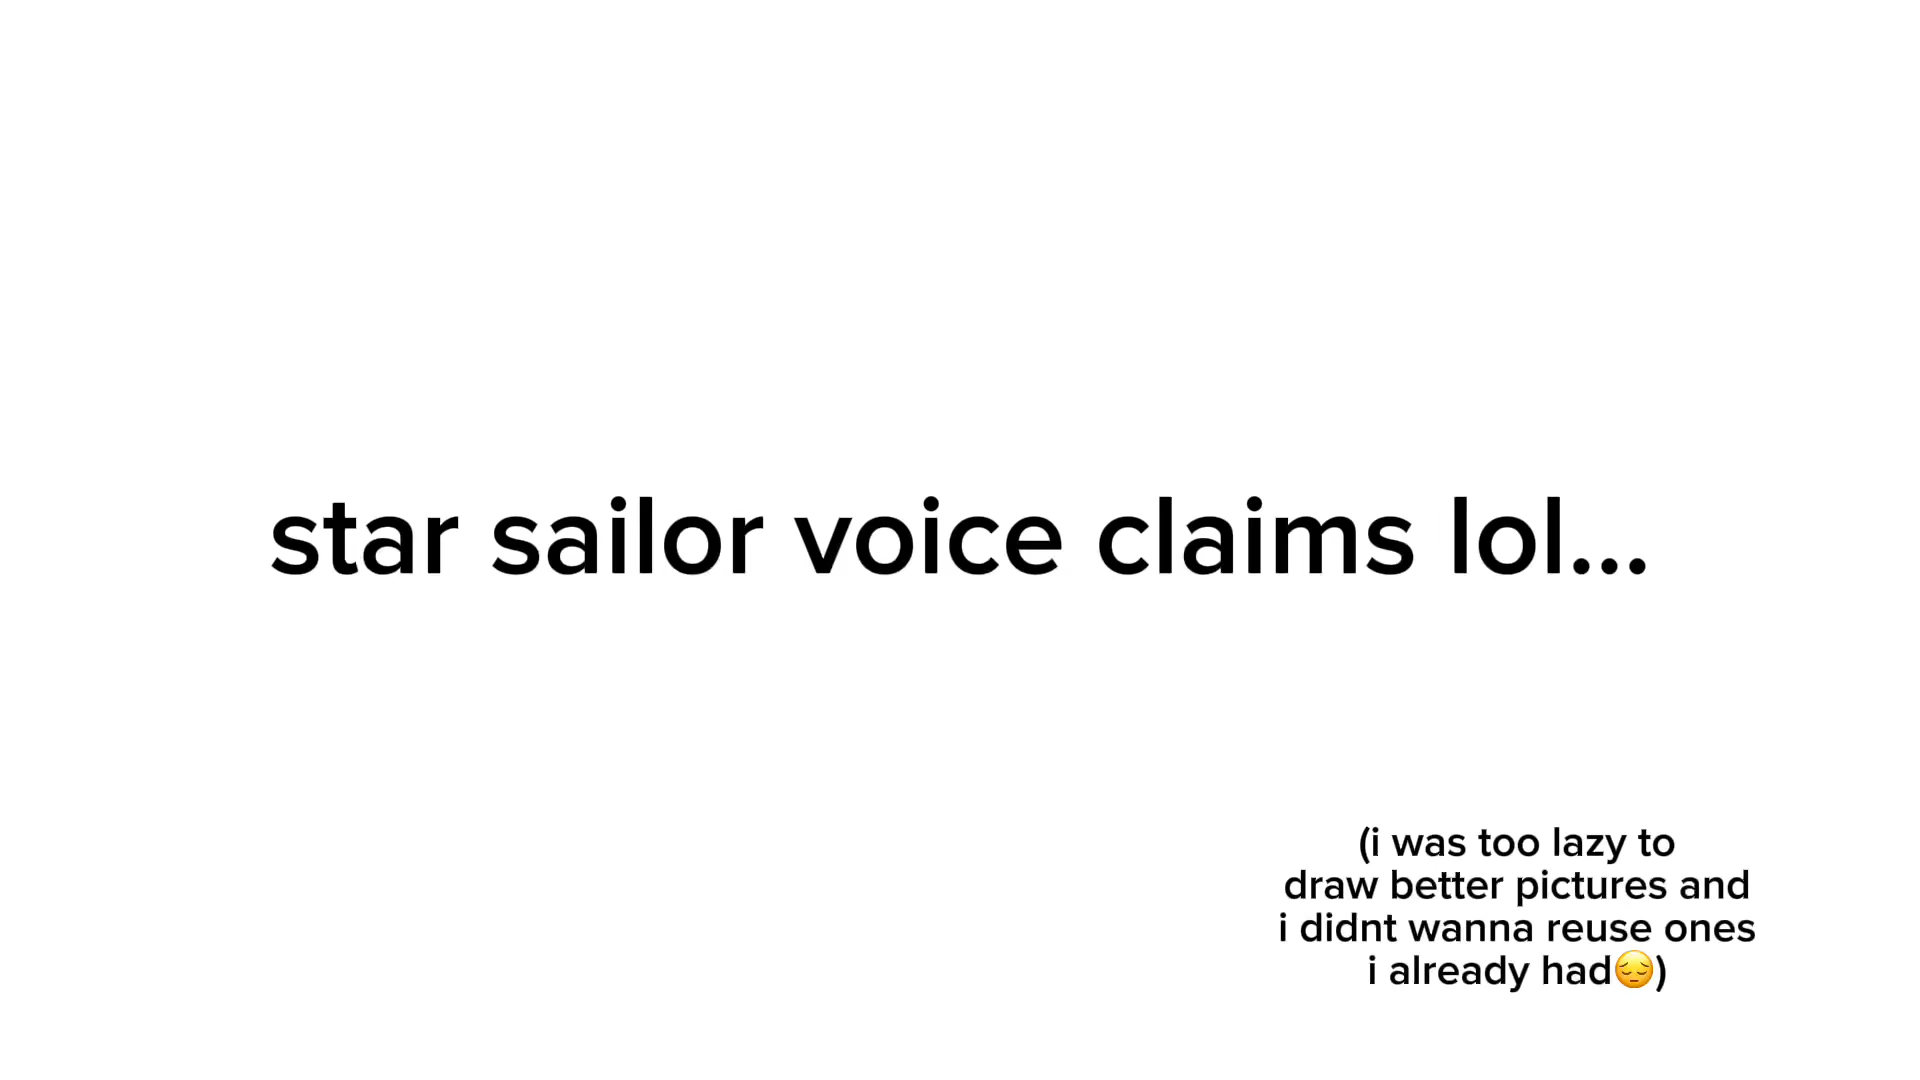 star sailor voice claims lol...
(i was too lazy to
draw better pictures and
i didnt wanna reuse ones
i already had😔)